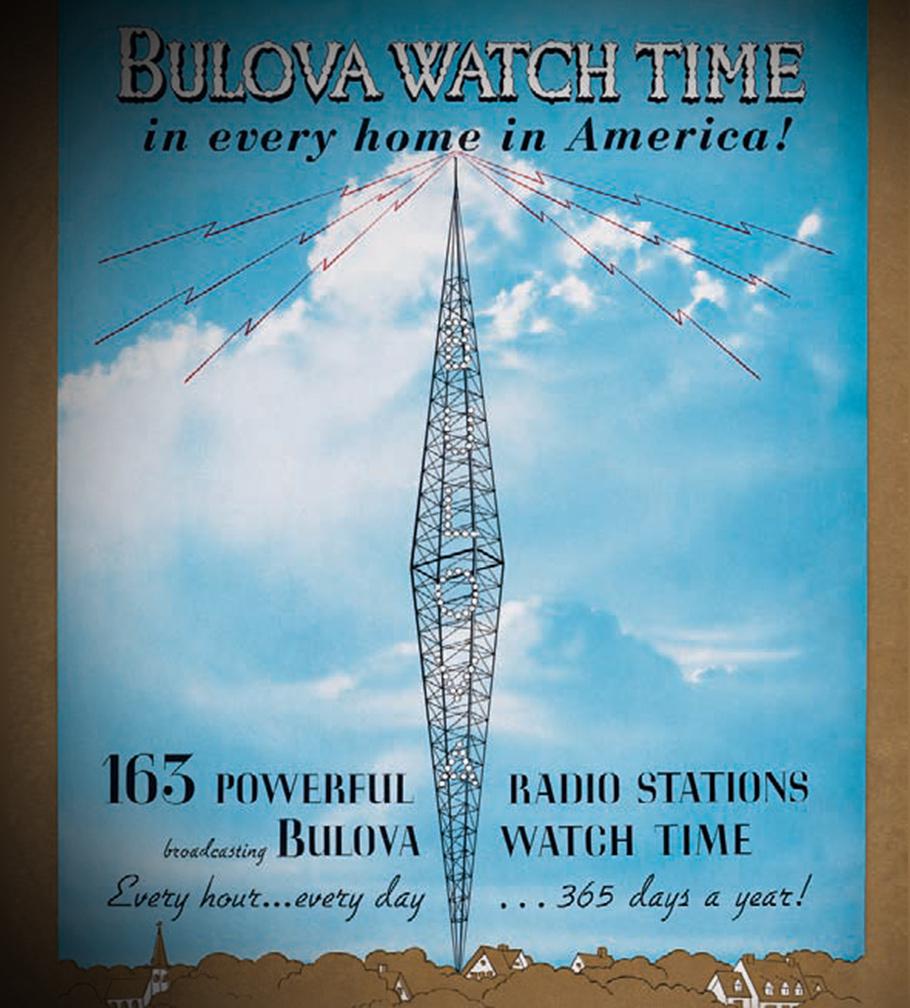 BULOVA WATCH TIME
in every home in America!
BULOVA
163 POWERFUL RADIO STATIONS
broadcasting BULOVA WATCH TIME
Every hour...every day ...365 days a year!